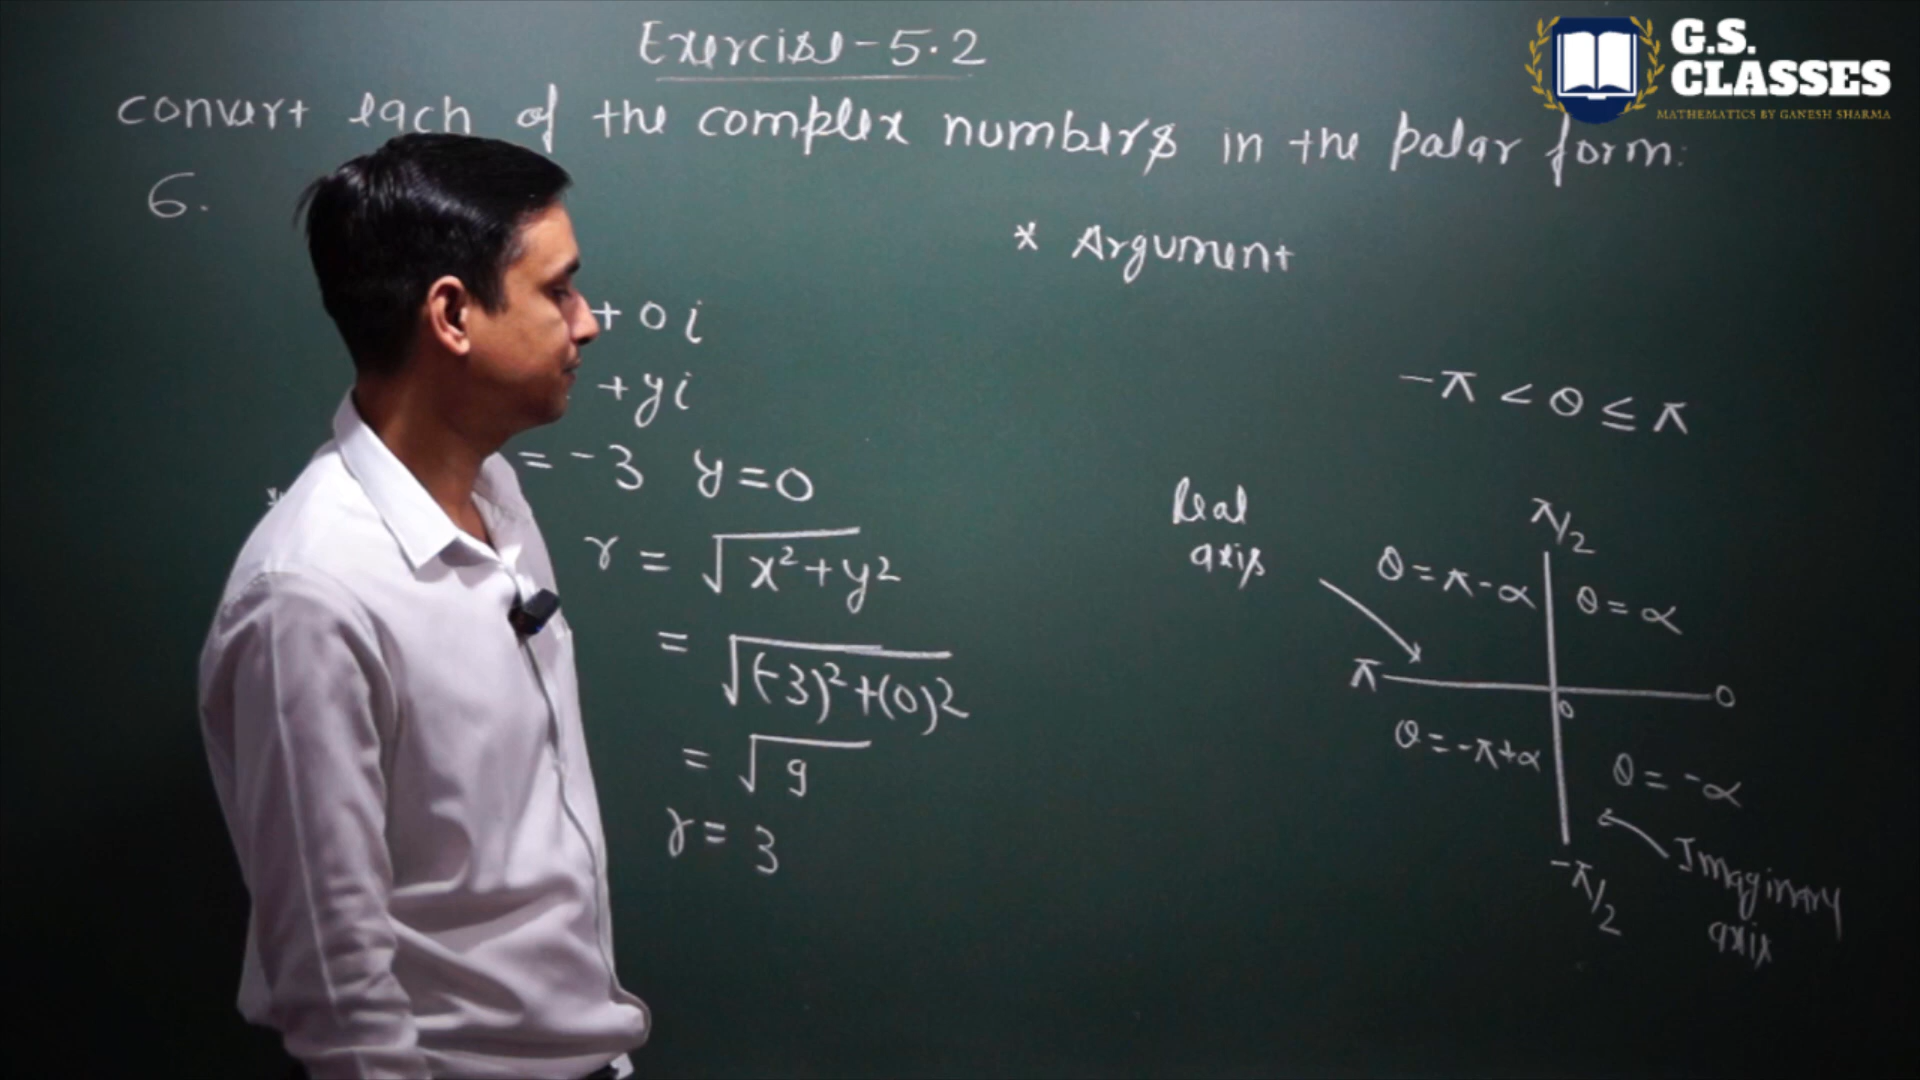 Exercise-5.2
G.S.
CLASSES
MATHEMATICS BY GANESH SHARMA
convert each of the complex numbers in the polar form:
6.
* Argument
+ 0i
+ yi
= -3 y = 0
r = √x²+y²
= √(-3)²+(0)²
= √9
r = 3
-π < θ ≤ π
Real
axis
π/2
θ = π - α
θ = α
π
0
0
θ = -π+α
θ = -α
-π/2
Imaginary
axis